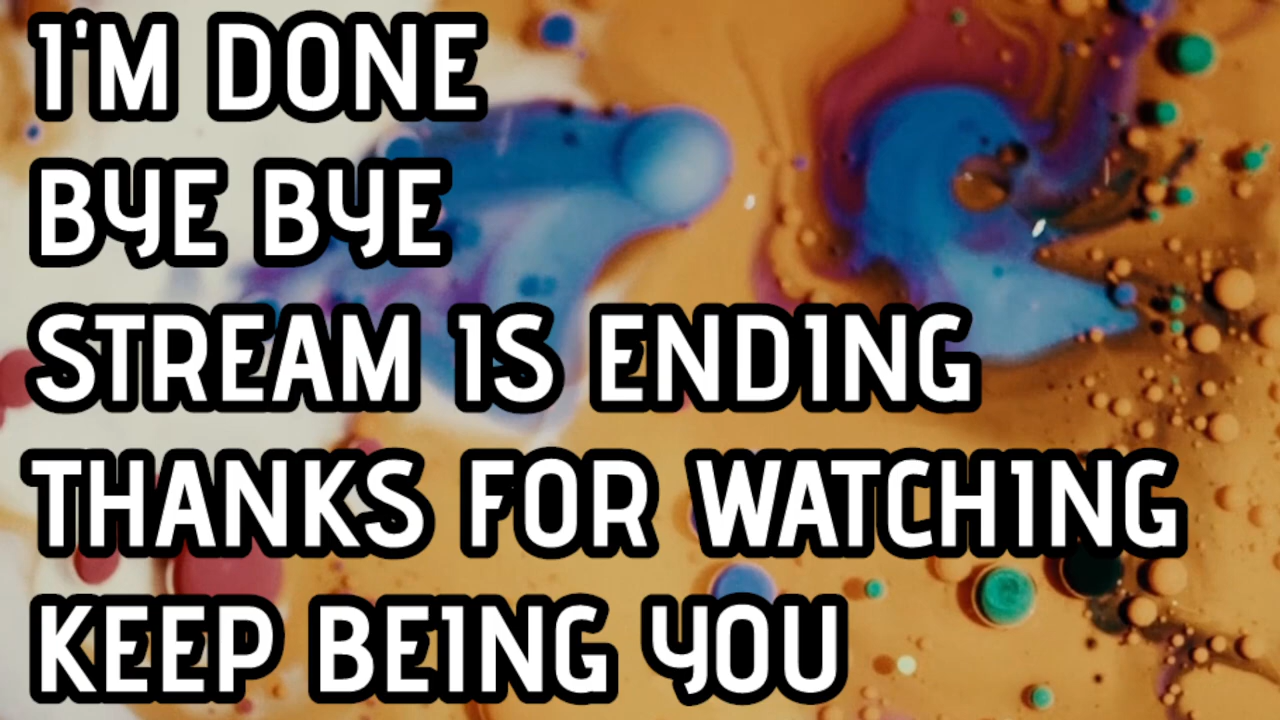 I'M DONE
BYE BYE
STREAM IS ENDING
THANKS FOR WATCHING
KEEP BEING YOU